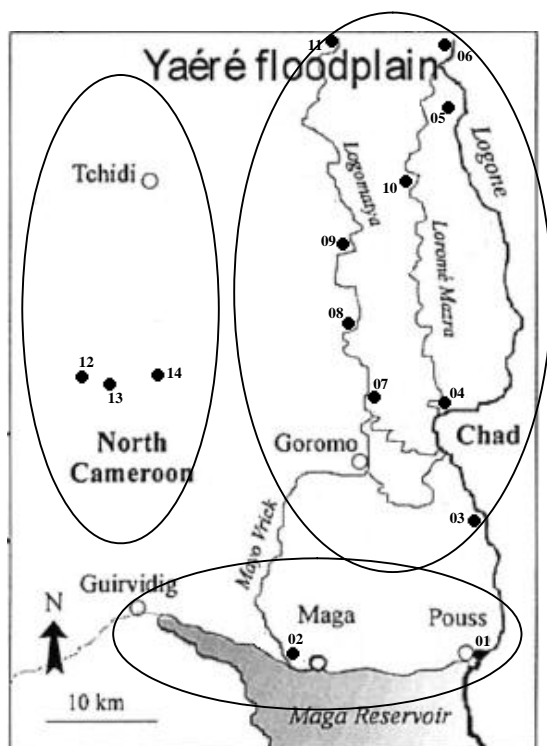 11
06
Yaéré floodplain
05
Logone
Tchidi
Logomatya
10
09
Loromé Mazra
08
12
13
14
07
04
North
Cameroon
Goromo
Chad
03
Mayo Vrick
Guirvidig
N
Maga
Pouss
02
01
10 km
Maga Reservoir